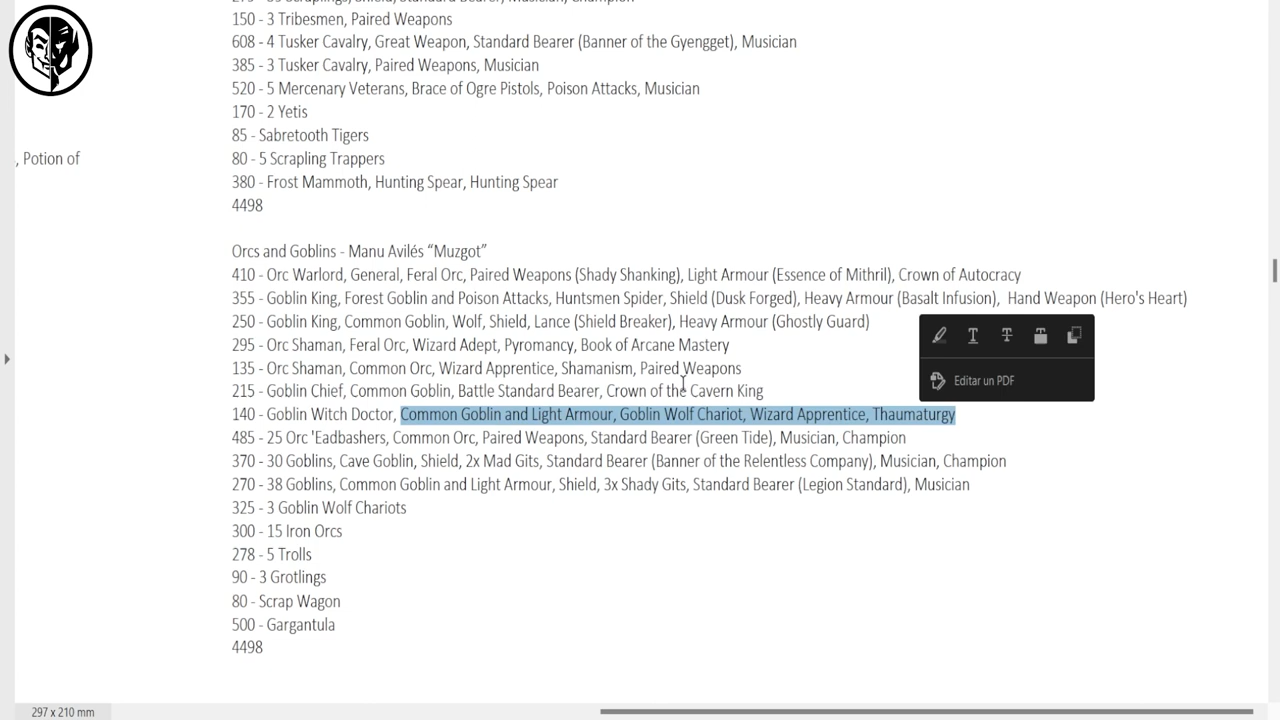 150 - 3 Tribesmen, Paired Weapons
608 - 4 Tusker Cavalry, Great Weapon, Standard Bearer (Banner of the Gyengget), Musician
385 - 3 Tusker Cavalry, Paired Weapons, Musician
520 - 5 Mercenary Veterans, Brace of Ogre Pistols, Poison Attacks, Musician
170 - 2 Yetis
85 - Sabretooth Tigers
, Potion of
80 - 5 Scrapling Trappers
380 - Frost Mammoth, Hunting Spear, Hunting Spear
4498
Orcs and Goblins - Manu Avilés “Muzgot”
410 - Orc Warlord, General, Feral Orc, Paired Weapons (Shady Shanking), Light Armour (Essence of Mithril), Crown of Autocracy
355 - Goblin King, Forest Goblin and Poison Attacks, Huntsmen Spider, Shield (Dusk Forged), Heavy Armour (Basalt Infusion), Hand Weapon (Hero's Heart)
250 - Goblin King, Common Goblin, Wolf, Shield, Lance (Shield Breaker), Heavy Armour (Ghostly Guard)
295 - Orc Shaman, Feral Orc, Wizard Adept, Pyromancy, Book of Arcane Mastery
135 - Orc Shaman, Common Orc, Wizard Apprentice, Shamanism, Paired Weapons
Editar un PDF
215 - Goblin Chief, Common Goblin, Battle Standard Bearer, Crown of the Cavern King
140 - Goblin Witch Doctor, Common Goblin and Light Armour, Goblin Wolf Chariot, Wizard Apprentice, Thaumaturgy
485 - 25 Orc 'Eadbashers, Common Orc, Paired Weapons, Standard Bearer (Green Tide), Musician, Champion
370 - 30 Goblins, Cave Goblin, Shield, 2x Mad Gits, Standard Bearer (Banner of the Relentless Company), Musician, Champion
270 - 38 Goblins, Common Goblin and Light Armour, Shield, 3x Shady Gits, Standard Bearer (Legion Standard), Musician
325 - 3 Goblin Wolf Chariots
300 - 15 Iron Orcs
278 - 5 Trolls
90 - 3 Grotlings
80 - Scrap Wagon
500 - Gargantula
4498
297 x 210 mm